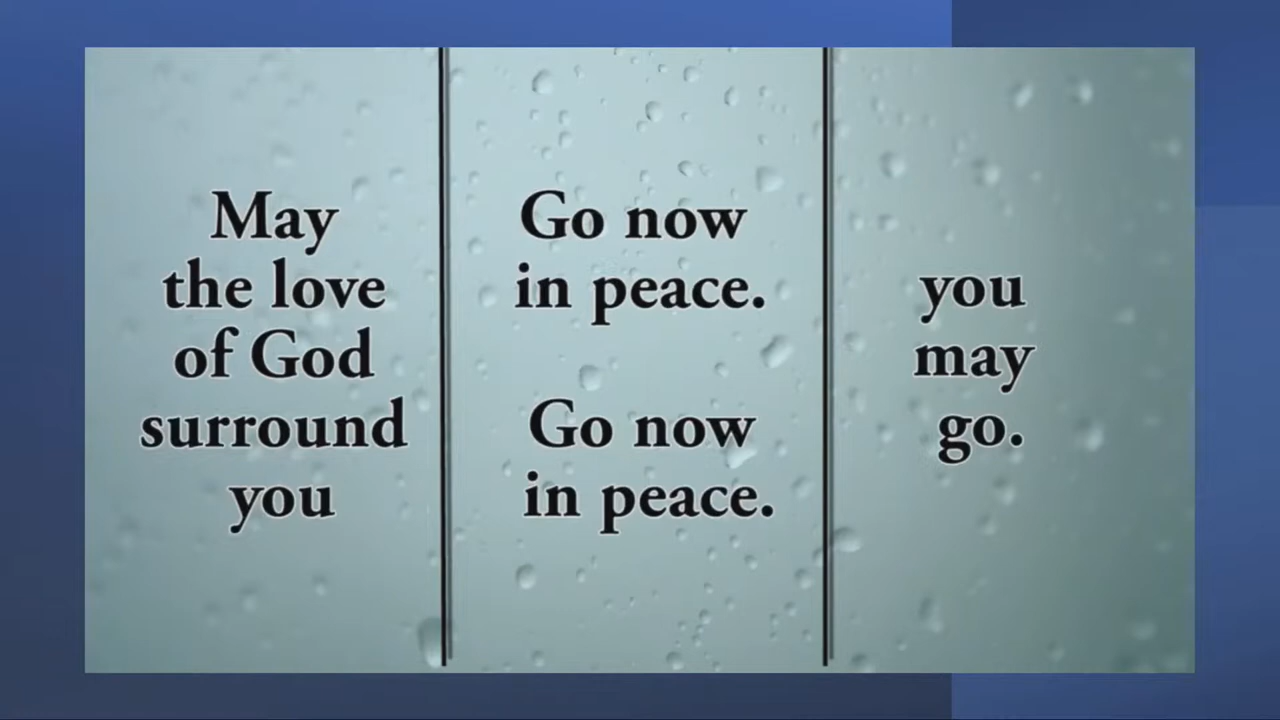 May
the love
of God
surround
you
Go now
in peace.
Go now
in peace.
you
may
go.